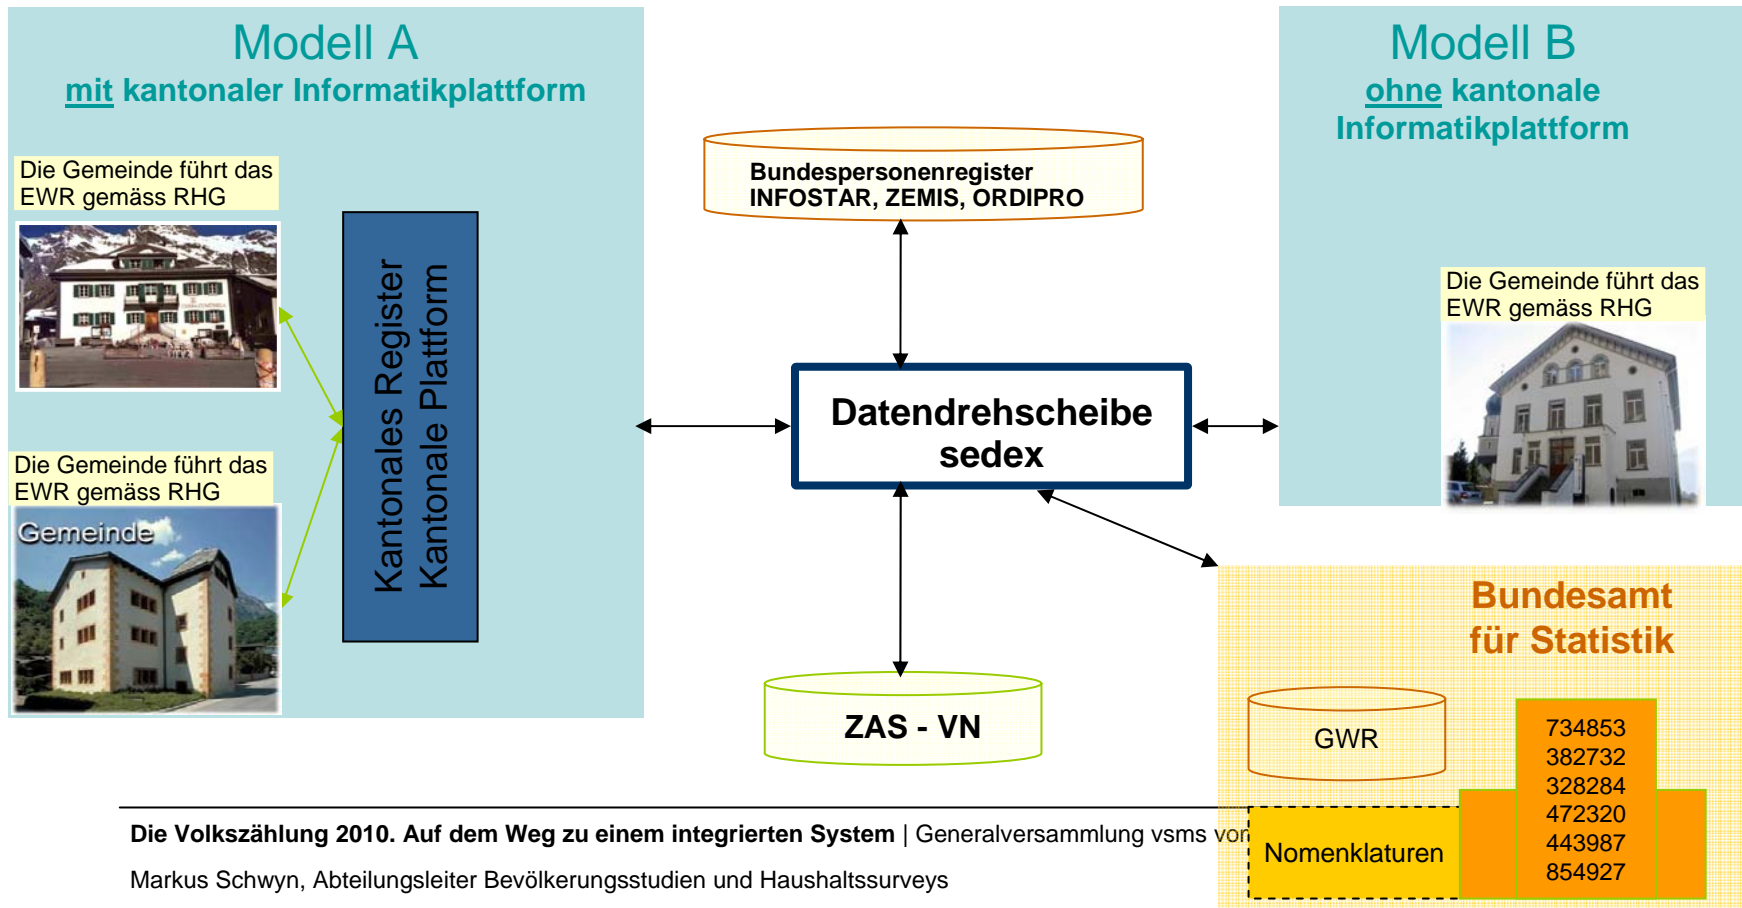 Modell A
mit kantonaler Informatikplattform
Die Gemeinde führt das
EWR gemäss RHG
Die Gemeinde führt das
EWR gemäss RHG
Gemeinde
Kantonales Register
Kantonale Plattform
Bundespersonenregister
INFOSTAR, ZEMIS, ORDIPRO
Datendrehscheibe
sedex
ZAS - VN
Modell B
ohne kantonale
Informatikplattform
Die Gemeinde führt das
EWR gemäss RHG
Bundesamt
für Statistik
GWR
Nomenklaturen
734853
382732
328284
472320
443987
854927
Die Volkszählung 2010. Auf dem Weg zu einem integrierten System | Generalversammlung vsms von
Markus Schwyn, Abteilungsleiter Bevölkerungsstudien und Haushaltssurveys